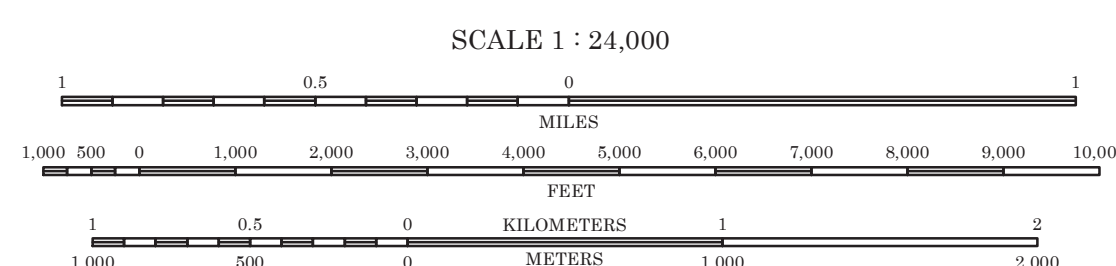 SCALE 1 : 24,000
1 0.5 0 1
MILES
1,000 500 0 1,000 2,000 3,000 4,000 5,000 6,000 7,000 8,000 9,000 10,00
FEET
1 0.5 0 KILOMETERS 1 2
1,000 500 0 METERS 1,000 2,000